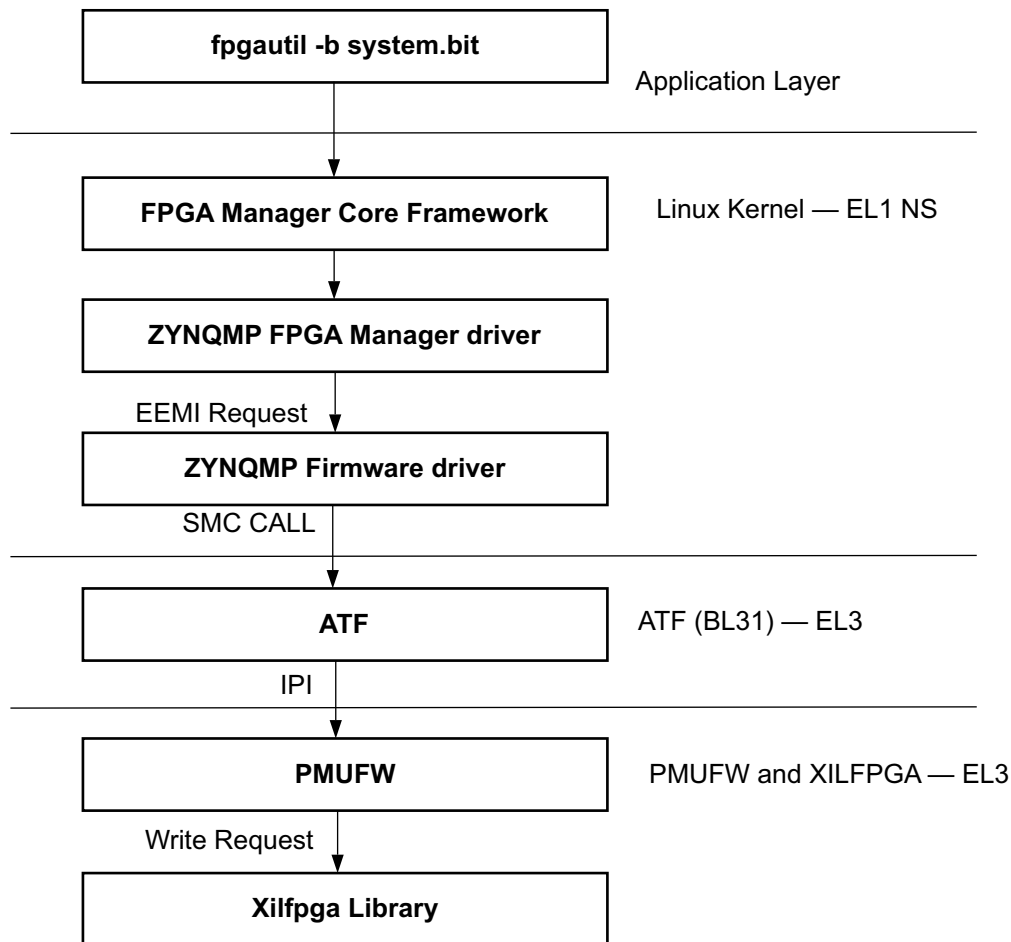 fpgautil -b system.bit
Application Layer
FPGA Manager Core Framework
Linux Kernel — EL1 NS
ZYNQMP FPGA Manager driver
EEMI Request
ZYNQMP Firmware driver
SMC CALL
ATF
ATF (BL31) — EL3
IPI
PMUFW
PMUFW and XILFPGA — EL3
Write Request
Xilfpga Library